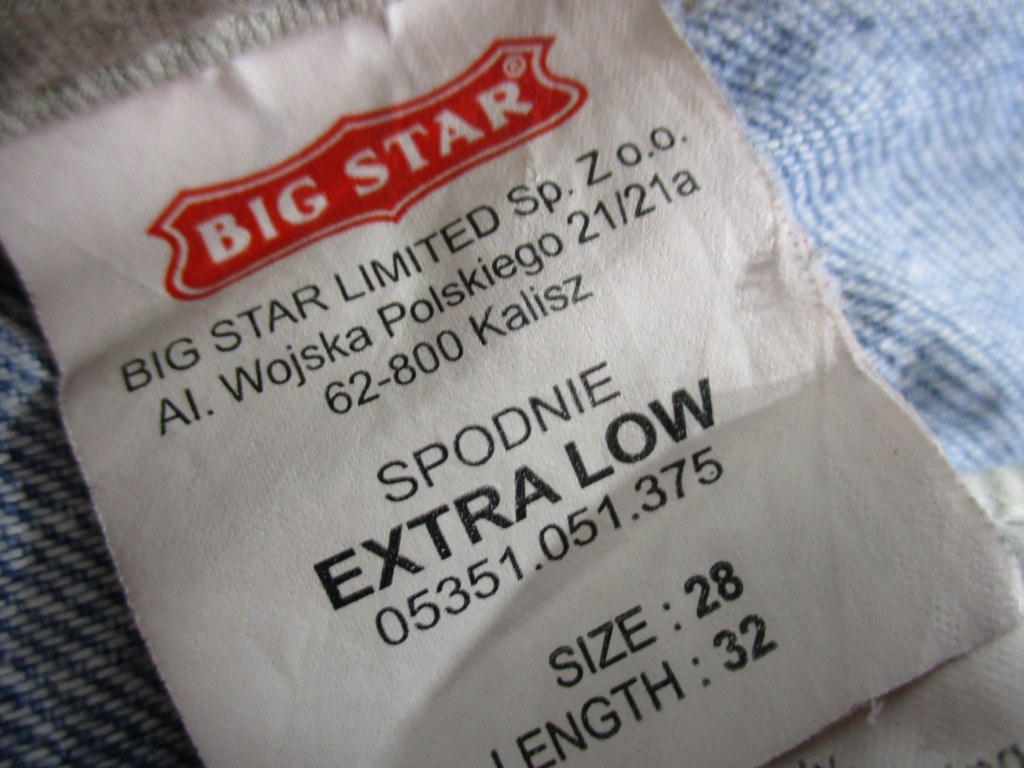 BIG STAR®
BIG STAR LIMITED Sp. Z o.o.
Al. Wojska Polskiego 21/21a
62-800 Kalisz
SPODNIE
EXTRA LOW
05351.051.375
SIZE : 28
LENGTH : 32